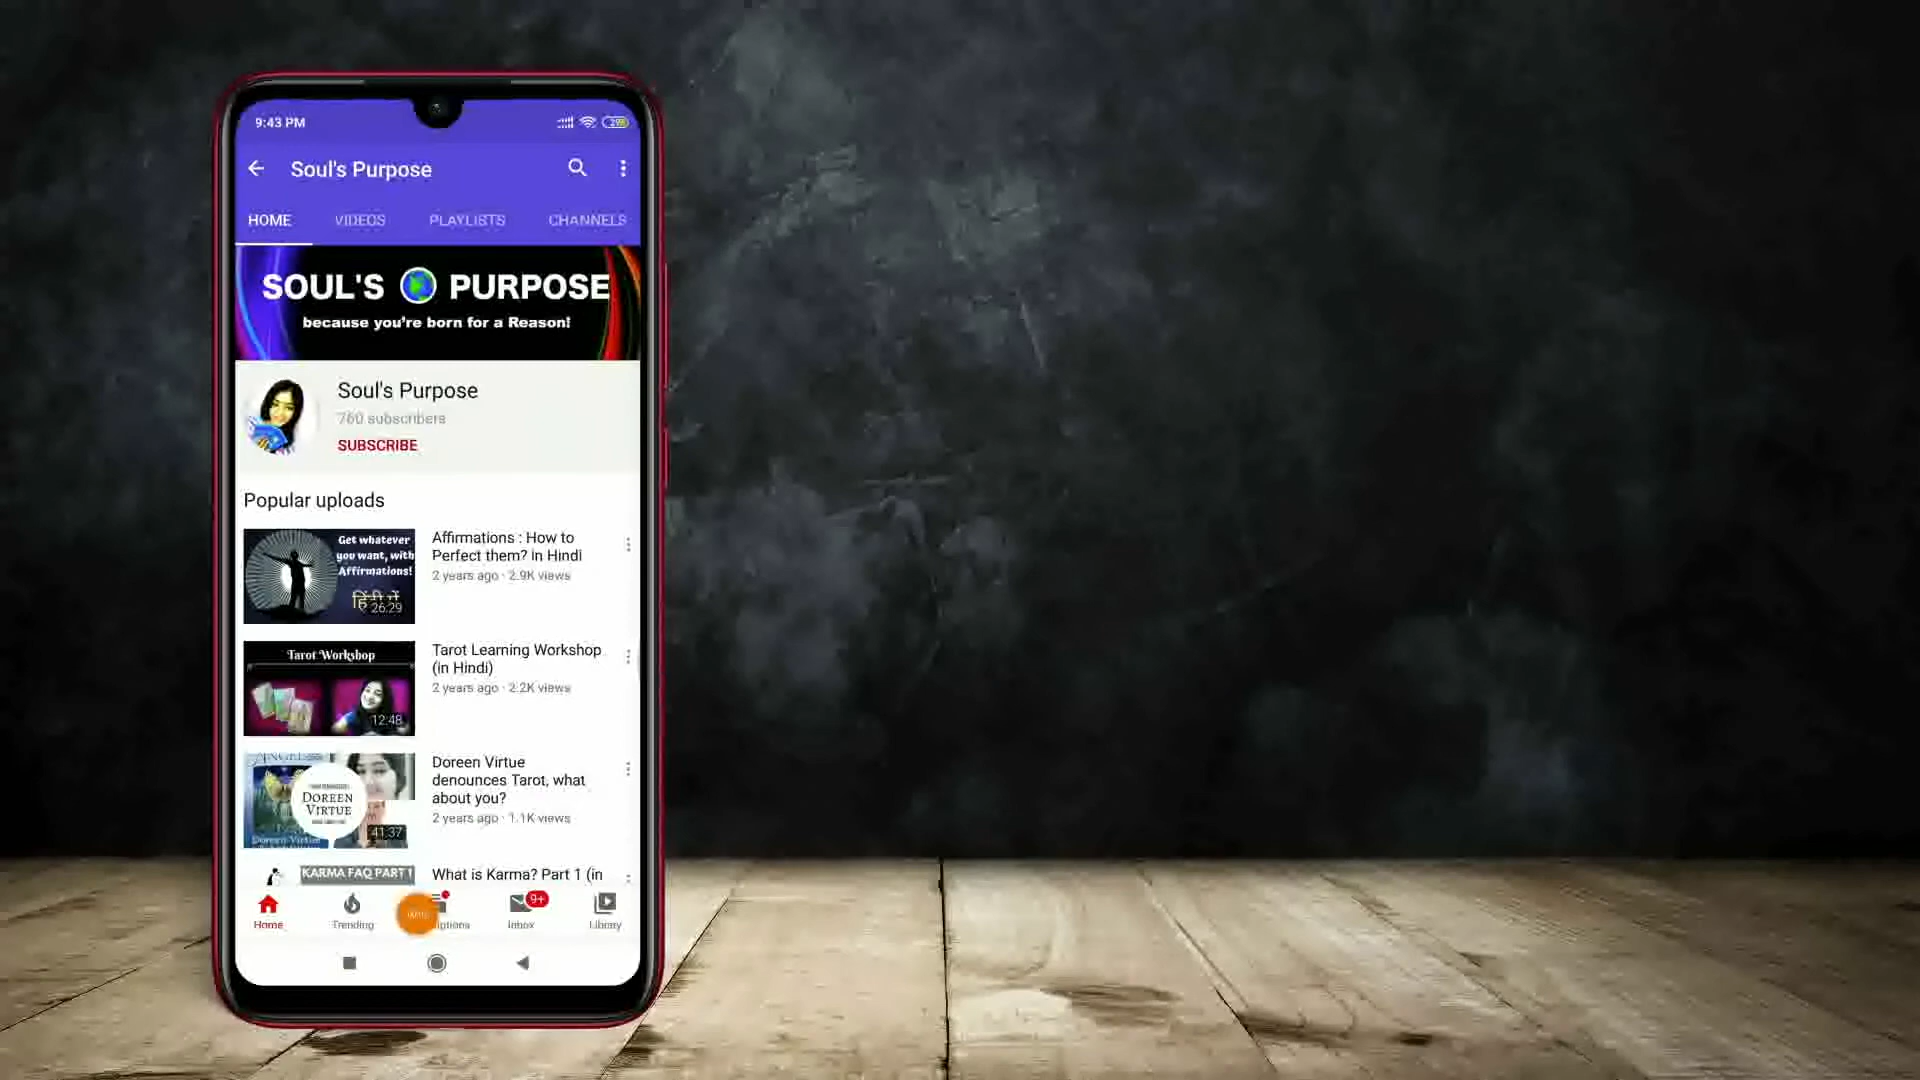 9:43 PM
Soul's Purpose
HOME VIDEOS PLAYLISTS CHANNELS
SOUL'S PURPOSE
because you're born for a Reason!
Soul's Purpose
760 subscribers
SUBSCRIBE
Popular uploads
Get whatever
you want, with
Affirmations!
हिंदी में
26:29
Affirmations : How to
Perfect them? in Hindi
2 years ago · 2.9K views
Tarot Workshop
12:48
Tarot Learning Workshop
(in Hindi)
2 years ago · 2.2K views
DOREEN
VIRTUE
Doreen Virtue
41:37
Doreen Virtue
denounces Tarot, what
about you?
2 years ago · 1.1K views
KARMA FAQ PART 1
What is Karma? Part 1 (in
9+
Home Trending Inbox Library